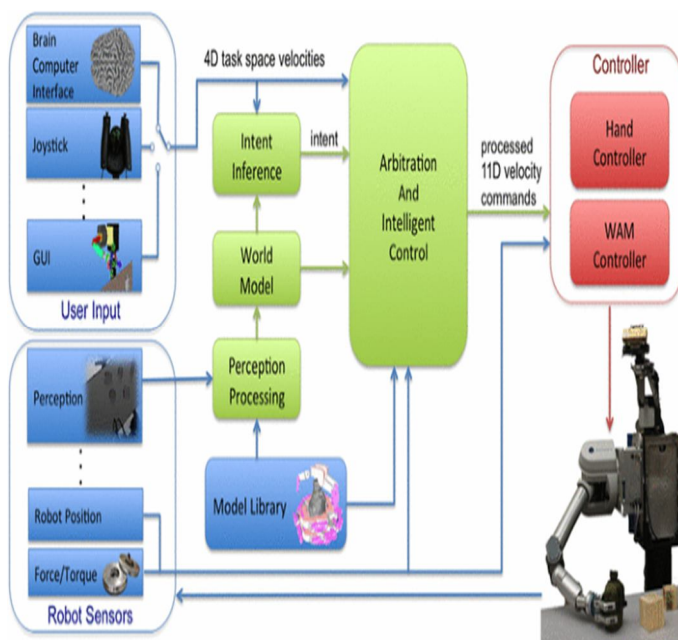 Brain
Computer
Interface
Joystick
GUI
User Input
4D task space velocities
Intent
Inference
intent
World
Model
Perception
Processing
Model Library
Arbitration
And
Intelligent
Control
processed
11D velocity
commands
Controller
Hand
Controller
WAM
Controller
Perception
Robot Position
Force/Torque
Robot Sensors